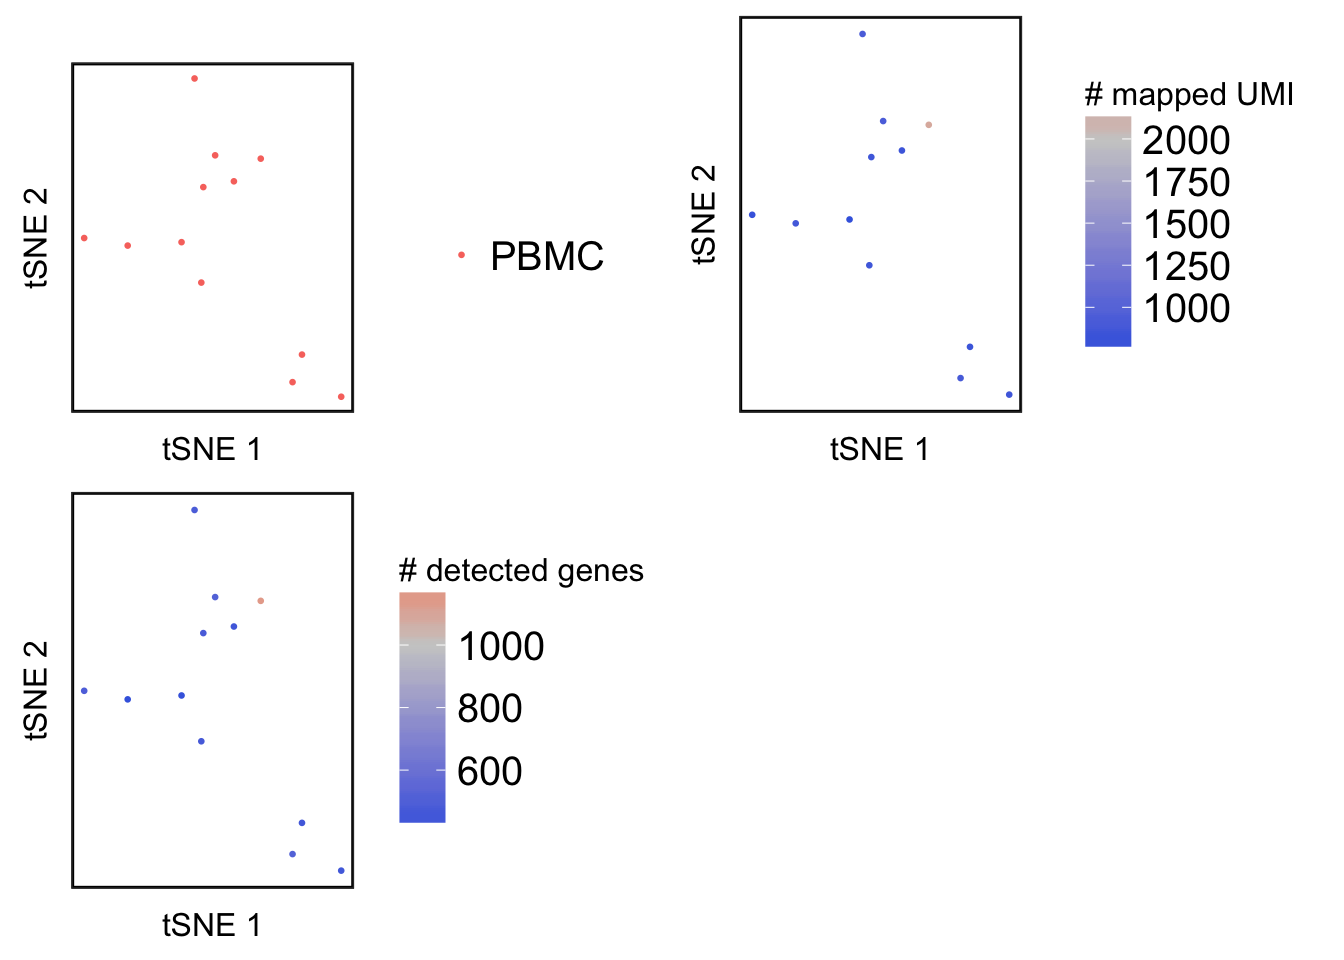 tSNE 2
tSNE 1
PBMC
tSNE 2
tSNE 1
# mapped UMI
2000
1750
1500
1250
1000
tSNE 2
tSNE 1
# detected genes
1000
800
600